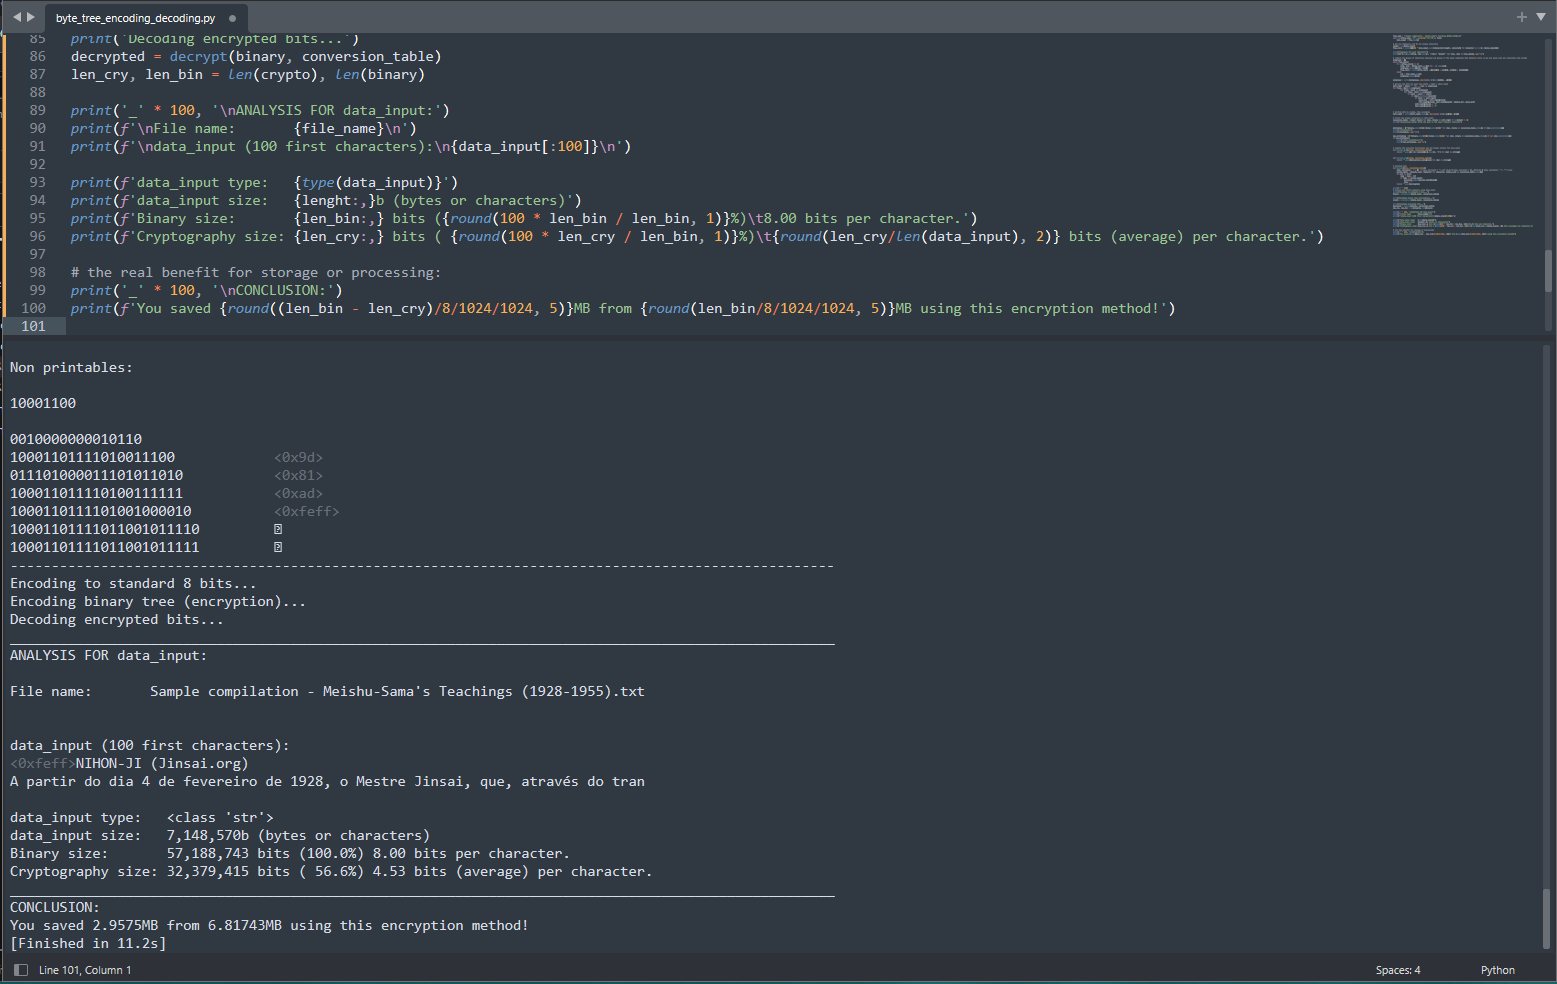 byte_tree_encoding_decoding.py
85 print('Decoding encrypted bits...')
86 decrypted = decrypt(binary, conversion_table)
87 len_cry, len_bin = len(crypto), len(binary)
88
89 print('_' * 100, '\nANALYSIS FOR data_input:')
90 print(f'\nFile name:       {file_name}\n')
91 print(f'\ndata_input (100 first characters):\n{data_input[:100]}\n')
92
93 print(f'data_input type:   {type(data_input)}')
94 print(f'data_input size:   {lenght:,}b (bytes or characters)')
95 print(f'Binary size:       {len_bin:,} bits ({round(100 * len_bin / len_bin, 1)}%)\t8.00 bits per character.')
96 print(f'Cryptography size: {len_cry:,} bits ( {round(100 * len_cry / len_bin, 1)}%)\t{round(len_cry/len(data_input), 2)} bits (average) per character.')
97
98 # the real benefit for storage or processing:
99 print('_' * 100, '\nCONCLUSION:')
100 print(f'You saved {round((len_bin - len_cry)/8/1024/1024, 5)}MB from {round(len_bin/8/1024/1024, 5)}MB using this encryption method!')
101
Non printables:
10001100
0010000000010110
10001101111010011100 <0x9d>
011101000011101011010 <0x81>
100011011110100111111 <0xad>
1000110111101001000010 <0xfeff>
10001101111011001011110
10001101111011001011111
----------------------------------------------------------------------------------------------------
Encoding to standard 8 bits...
Encoding binary tree (encryption)...
Decoding encrypted bits...
____________________________________________________________________________________________________
ANALYSIS FOR data_input:
File name:       Sample compilation - Meishu-Sama's Teachings (1928-1955).txt
data_input (100 first characters):
<0xfeff>NIHON-JI (Jinsai.org)
A partir do dia 4 de fevereiro de 1928, o Mestre Jinsai, que, através do tran
data_input type:   <class 'str'>
data_input size:   7,148,570b (bytes or characters)
Binary size:       57,188,743 bits (100.0%) 8.00 bits per character.
Cryptography size: 32,379,415 bits ( 56.6%) 4.53 bits (average) per character.
____________________________________________________________________________________________________
CONCLUSION:
You saved 2.9575MB from 6.81743MB using this encryption method!
[Finished in 11.2s]
Line 101, Column 1
Spaces: 4
Python